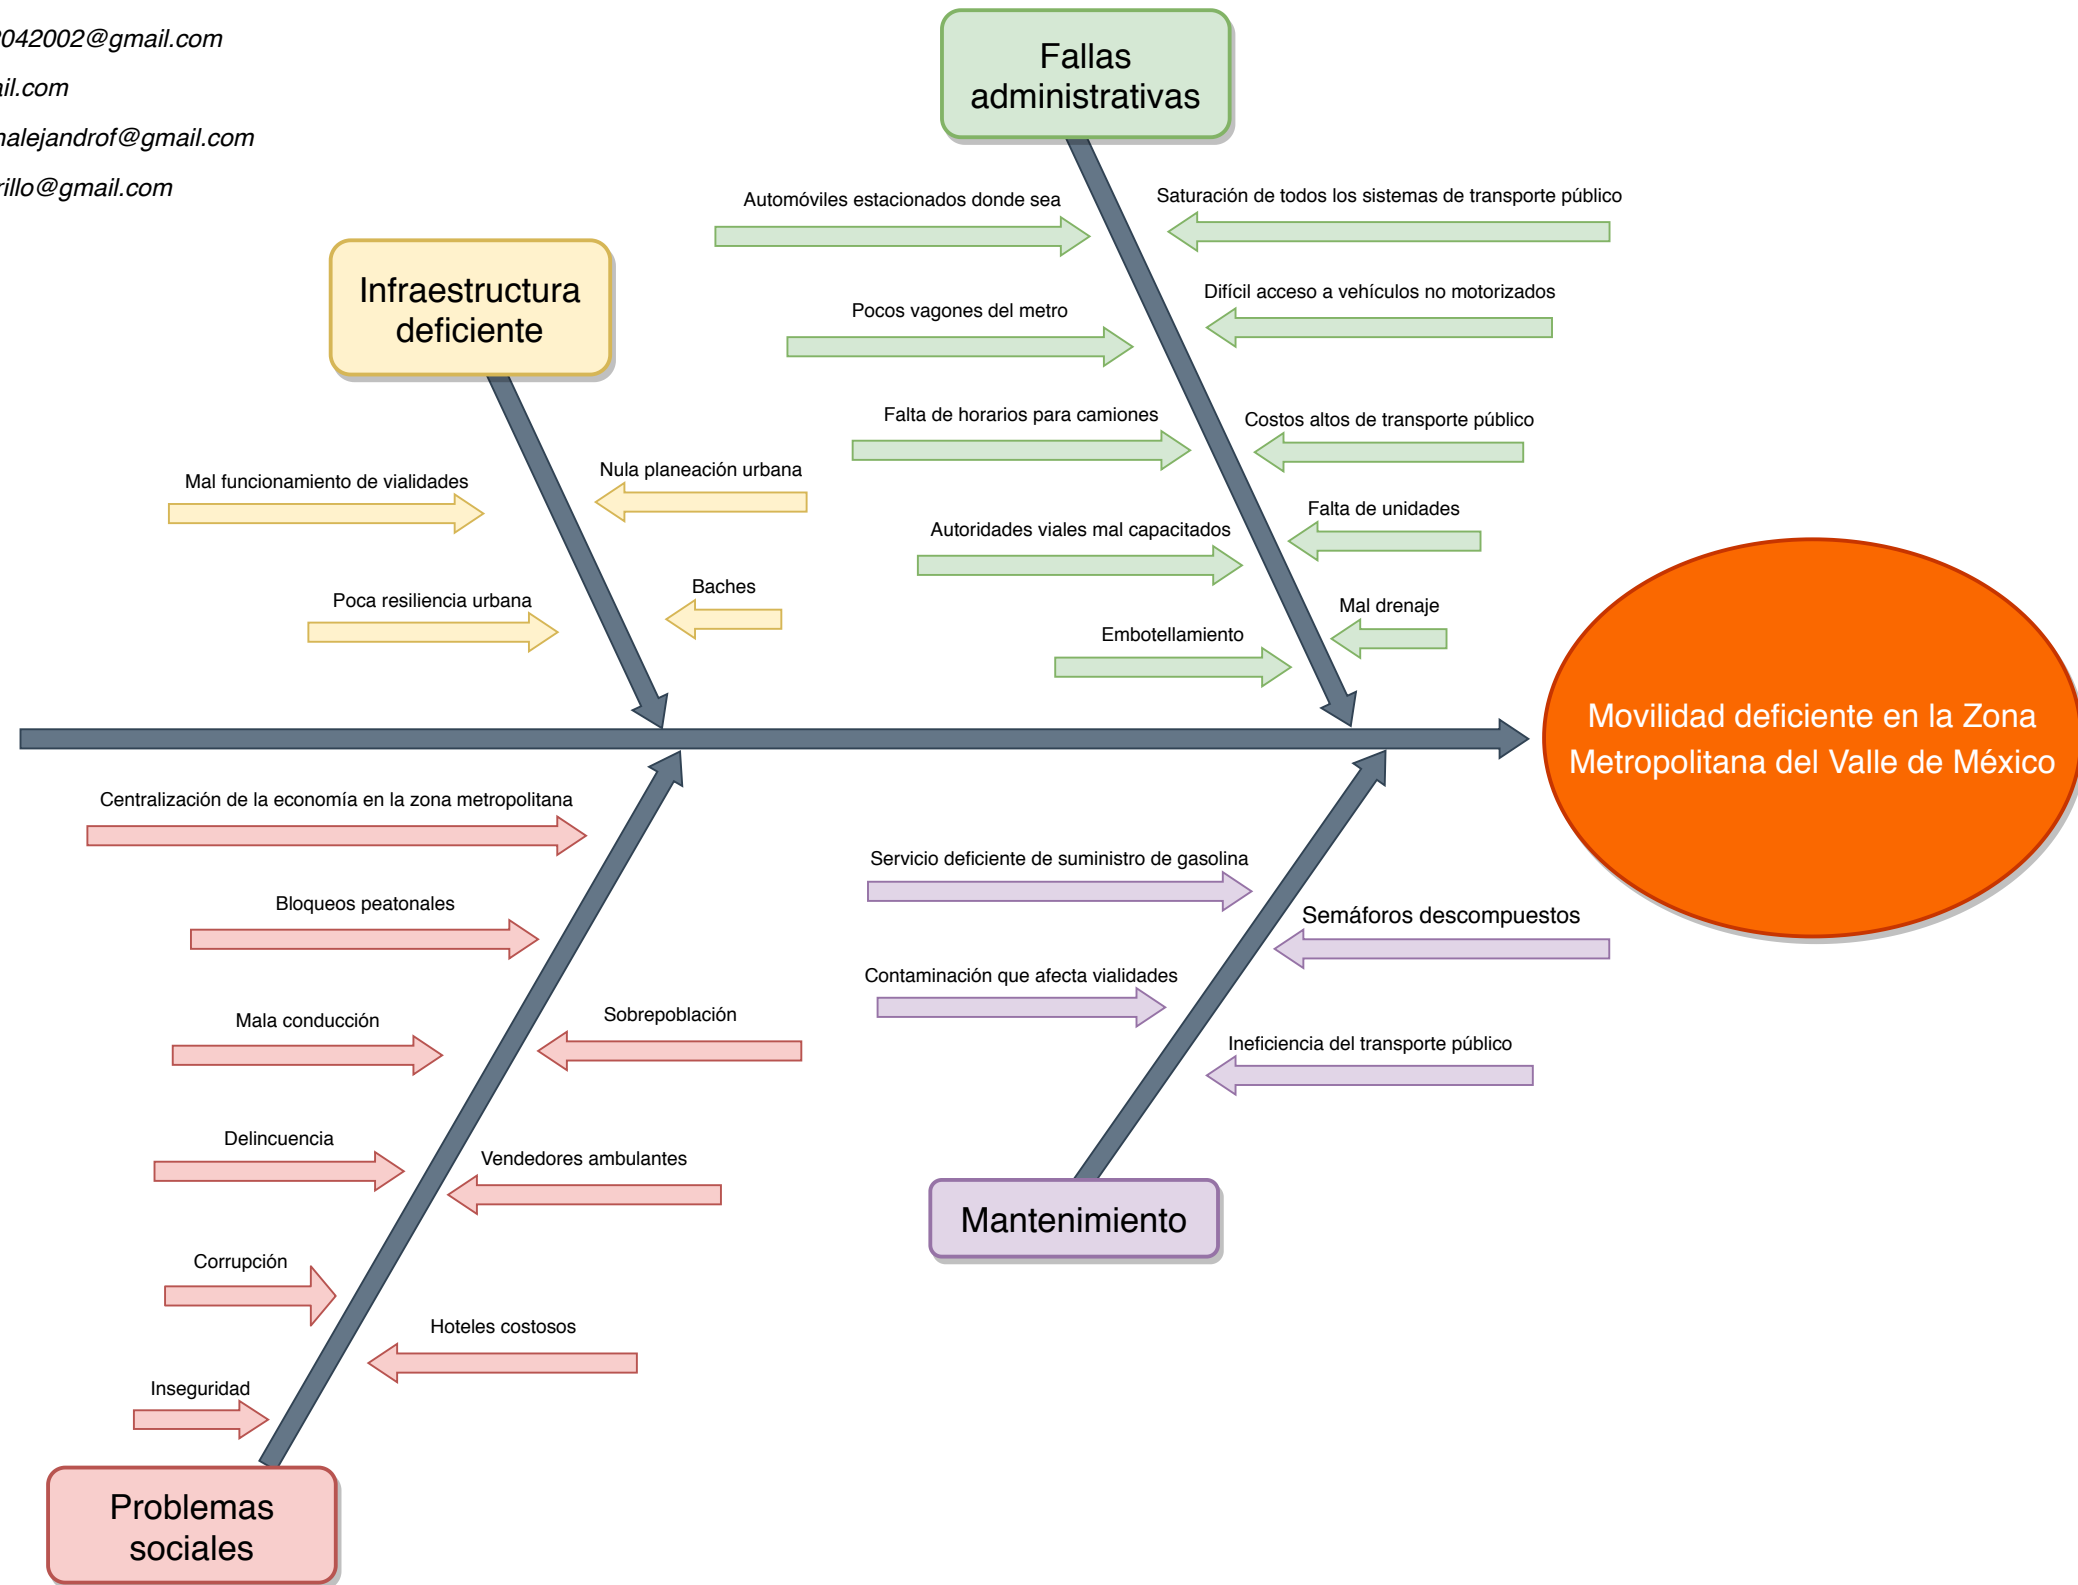 042002@gmail.com
il.com
nalejandrof@gmail.com
rillo@gmail.com
Fallas
administrativas
Automóviles estacionados donde sea
Saturación de todos los sistemas de transporte público
Infraestructura
deficiente
Difícil acceso a vehículos no motorizados
Pocos vagones del metro
Falta de horarios para camiones
Costos altos de transporte público
Mal funcionamiento de vialidades
Nula planeación urbana
Autoridades viales mal capacitados
Falta de unidades
Poca resiliencia urbana
Baches
Embotellamiento
Mal drenaje
Movilidad deficiente en la Zona
Metropolitana del Valle de México
Centralización de la economía en la zona metropolitana
Servicio deficiente de suministro de gasolina
Bloqueos peatonales
Semáforos descompuestos
Contaminación que afecta vialidades
Mala conducción
Sobrepoblación
Ineficiencia del transporte público
Delincuencia
Vendedores ambulantes
Mantenimiento
Corrupción
Hoteles costosos
Inseguridad
Problemas
sociales